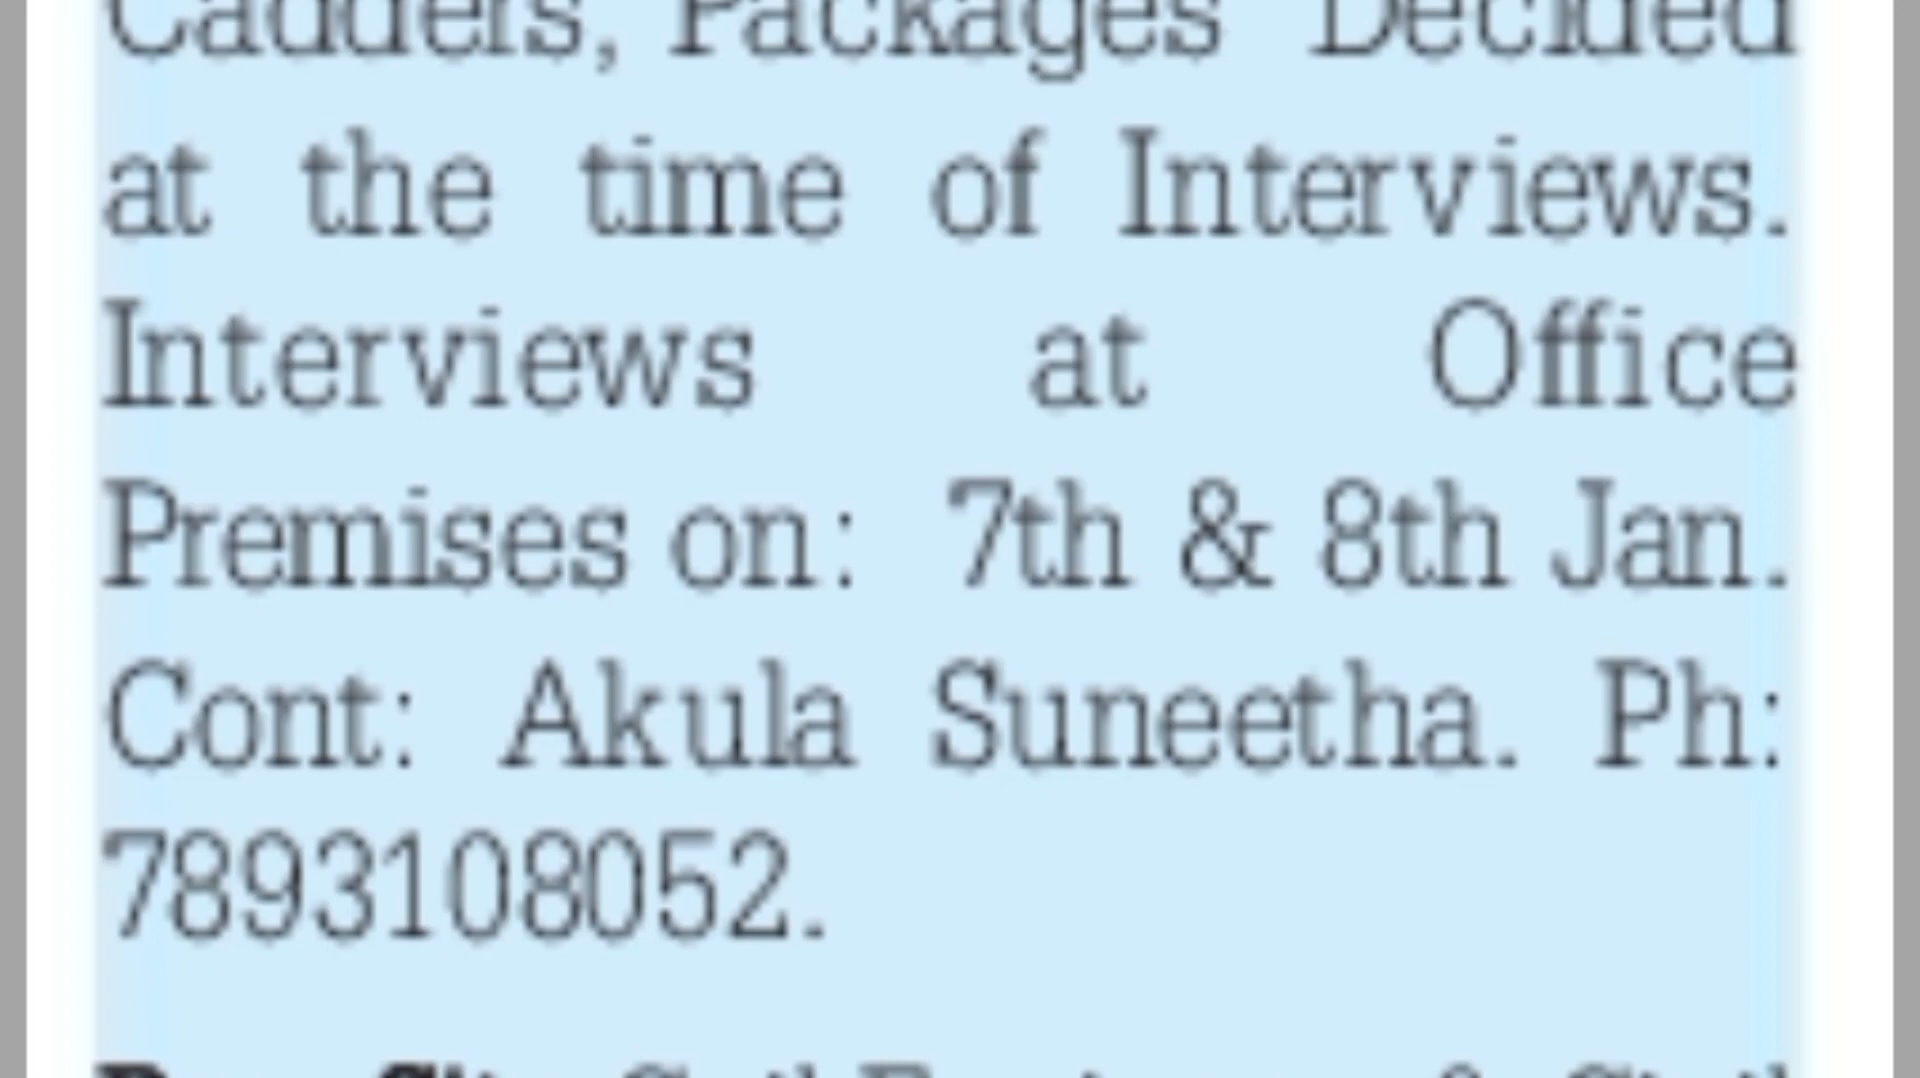 Cadders, Packages Decided
at the time of Interviews.
Interviews at Office
Premises on: 7th & 8th Jan.
Cont: Akula Suneetha. Ph:
7893108052.